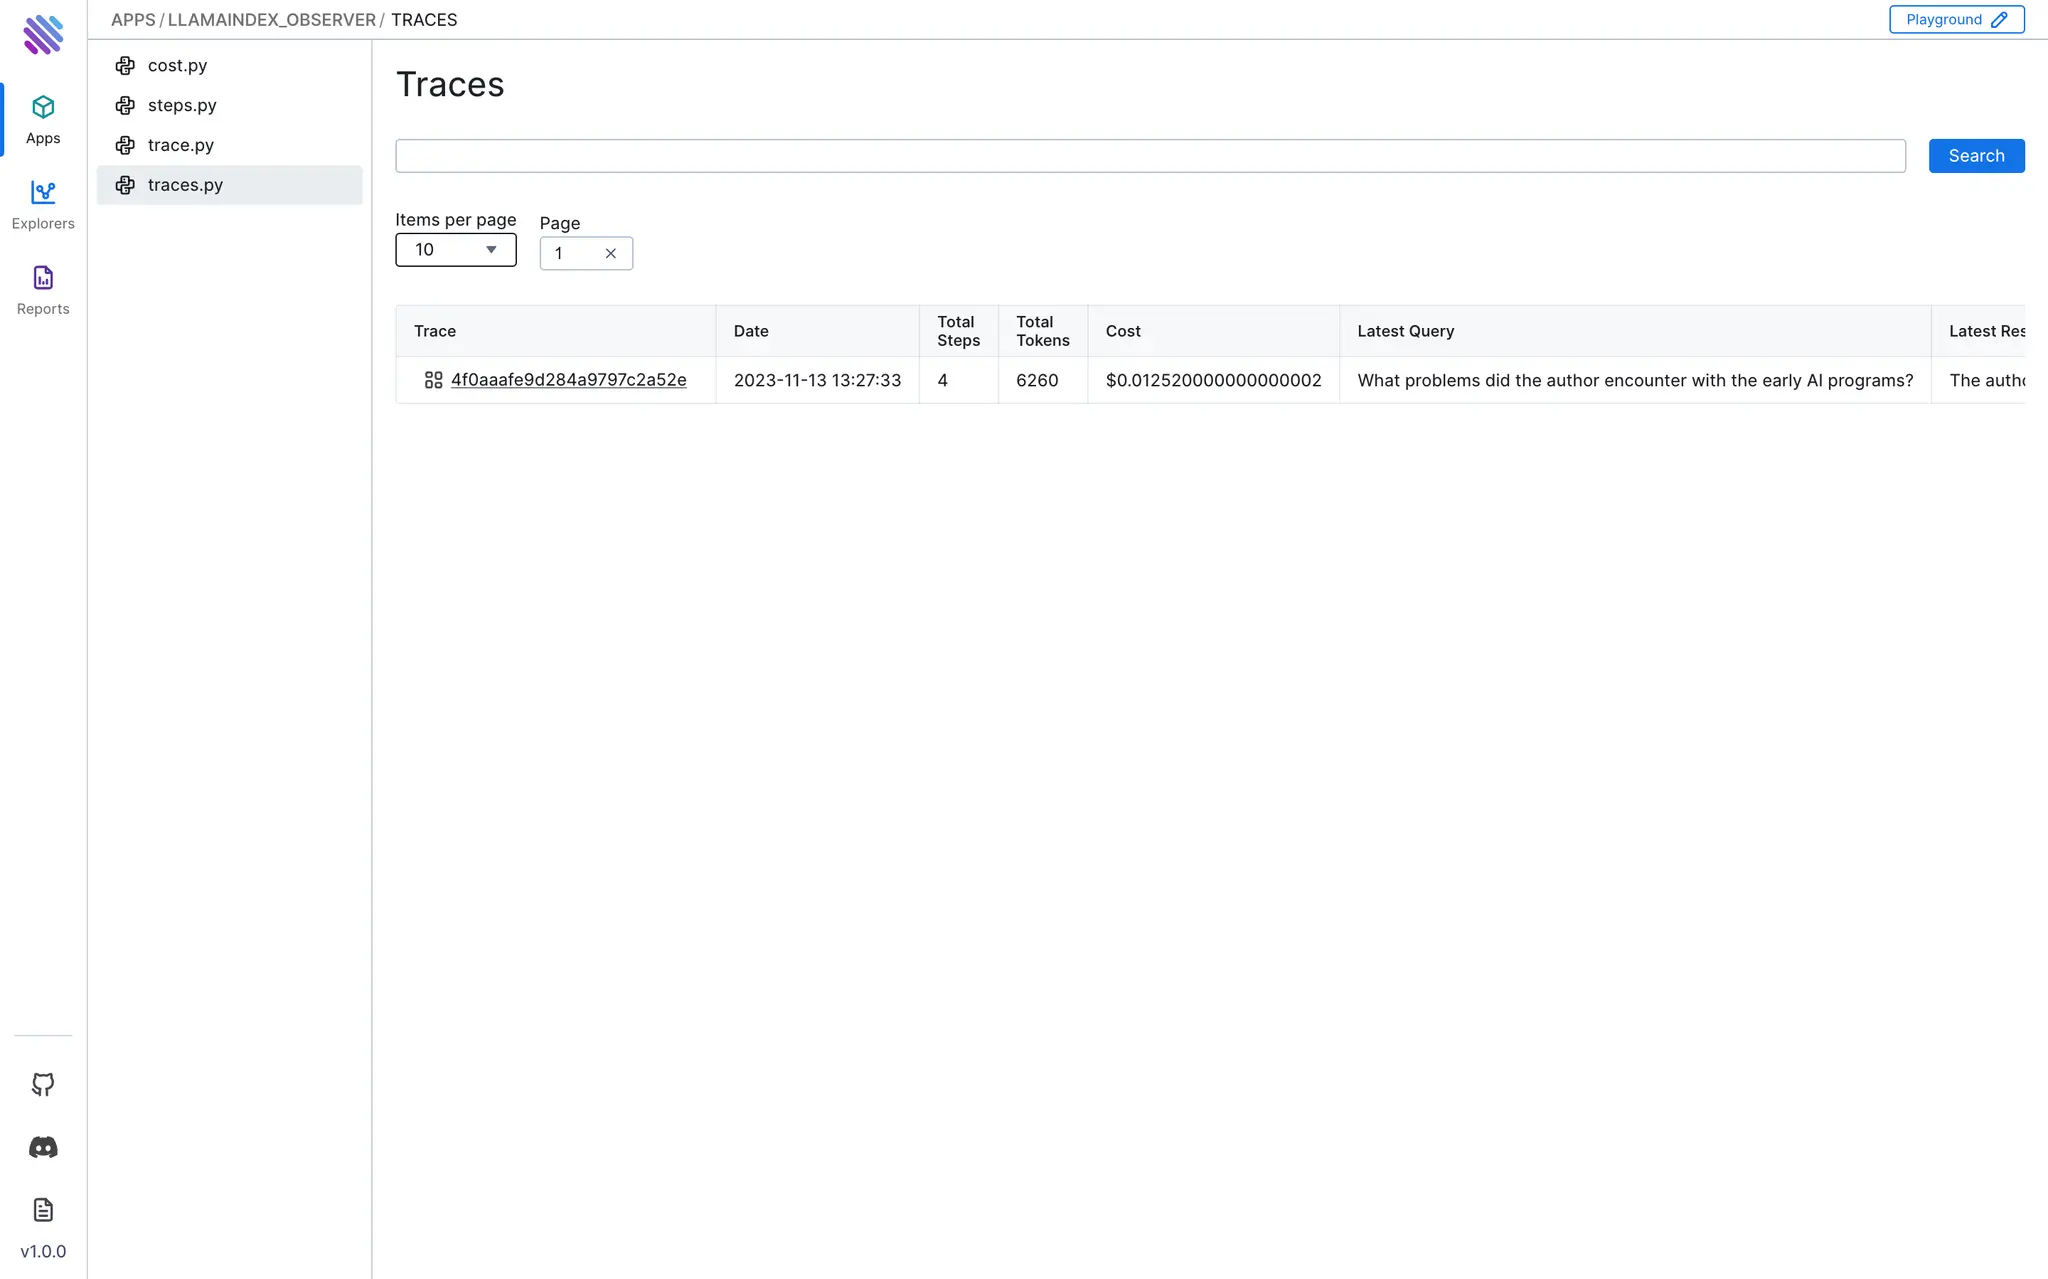 APPS / LLAMAINDEX_OBSERVER / TRACES
Playground
Apps
Explorers
Reports
v1.0.0
cost.py
steps.py
trace.py
traces.py
Traces
Search
Items per page
10
Page
1
Trace
Date
Total Steps
Total Tokens
Cost
Latest Query
Latest Res
4f0aaafe9d284a9797c2a52e
2023-11-13 13:27:33
4
6260
$0.012520000000000002
What problems did the author encounter with the early AI programs?
The autho